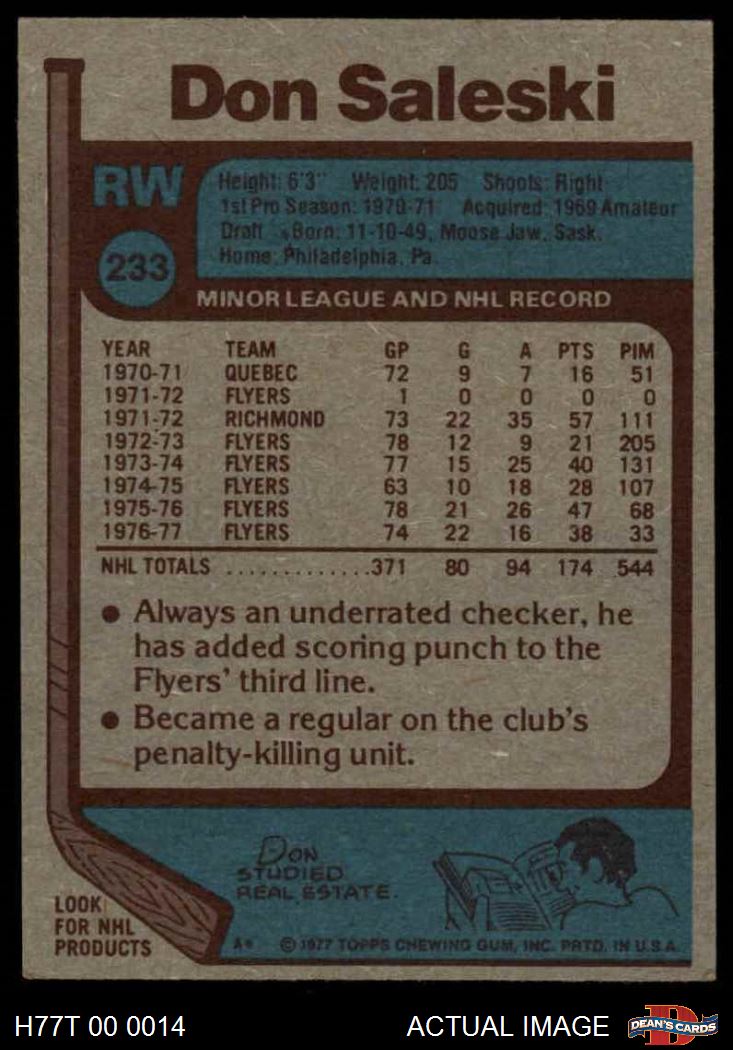 Don Saleski
RW
Height: 6'3" Weight: 205 Shoots: Right
1st Pro Season: 1970-71 Acquired: 1969 Amateur
Draft Born: 11-10-49, Moose Jaw, Sask.
Home: Philadelphia, Pa.
233
MINOR LEAGUE AND NHL RECORD
YEAR TEAM GP G A PTS PIM
1970-71 QUEBEC 72 9 7 16 51
1971-72 FLYERS 1 0 0 0 0
1971-72 RICHMOND 73 22 35 57 111
1972-73 FLYERS 78 12 9 21 205
1973-74 FLYERS 77 15 25 40 131
1974-75 FLYERS 63 10 18 28 107
1975-76 FLYERS 78 21 26 47 68
1976-77 FLYERS 74 22 16 38 33
NHL TOTALS .............371 80 94 174 544
● Always an underrated checker, he
has added scoring punch to the
Flyers' third line.
● Became a regular on the club's
penalty-killing unit.
DON
STUDIED
REAL ESTATE.
LOOK
FOR NHL
PRODUCTS
A* © 1977 TOPPS CHEWING GUM, INC. PRTD. IN U.S.A.
H77T 00 0014 ACTUAL IMAGE
D
DEAN'S CARDS